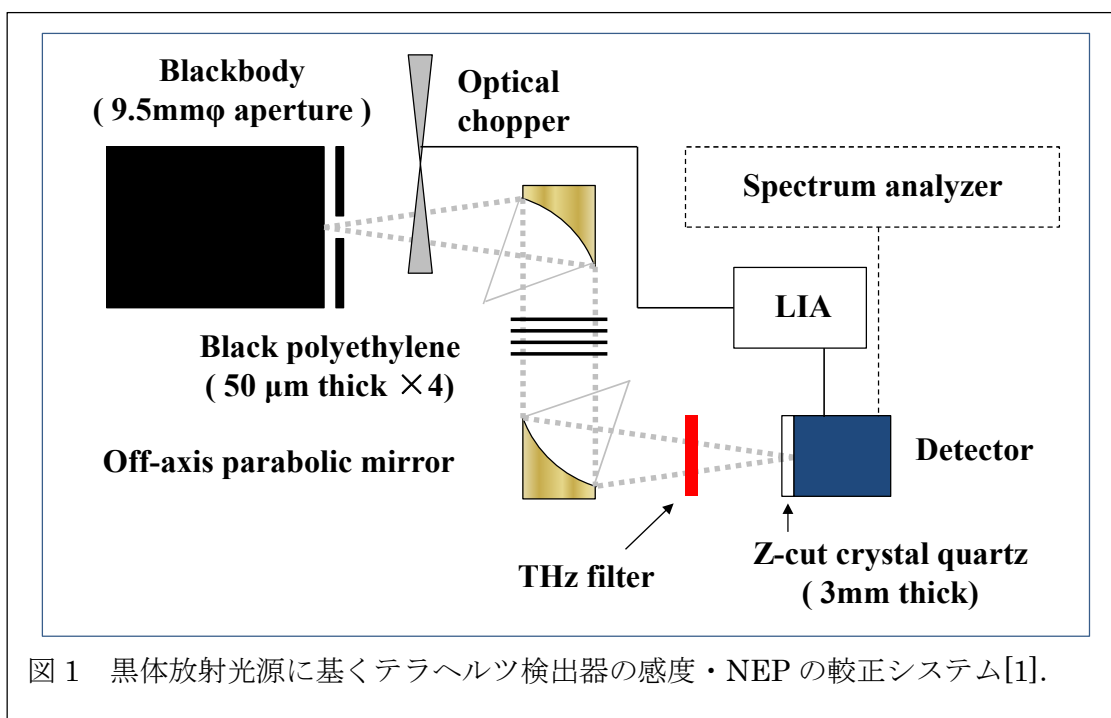 Blackbody
( 9.5mmφ aperture )
Optical
chopper
Spectrum analyzer
LIA
Black polyethylene
( 50 μm thick ×4)
Off-axis parabolic mirror
Detector
THz filter
Z-cut crystal quartz
( 3mm thick)
図 1 黒体放射光源に基くテラヘルツ検出器の感度・NEP の較正システム[1].